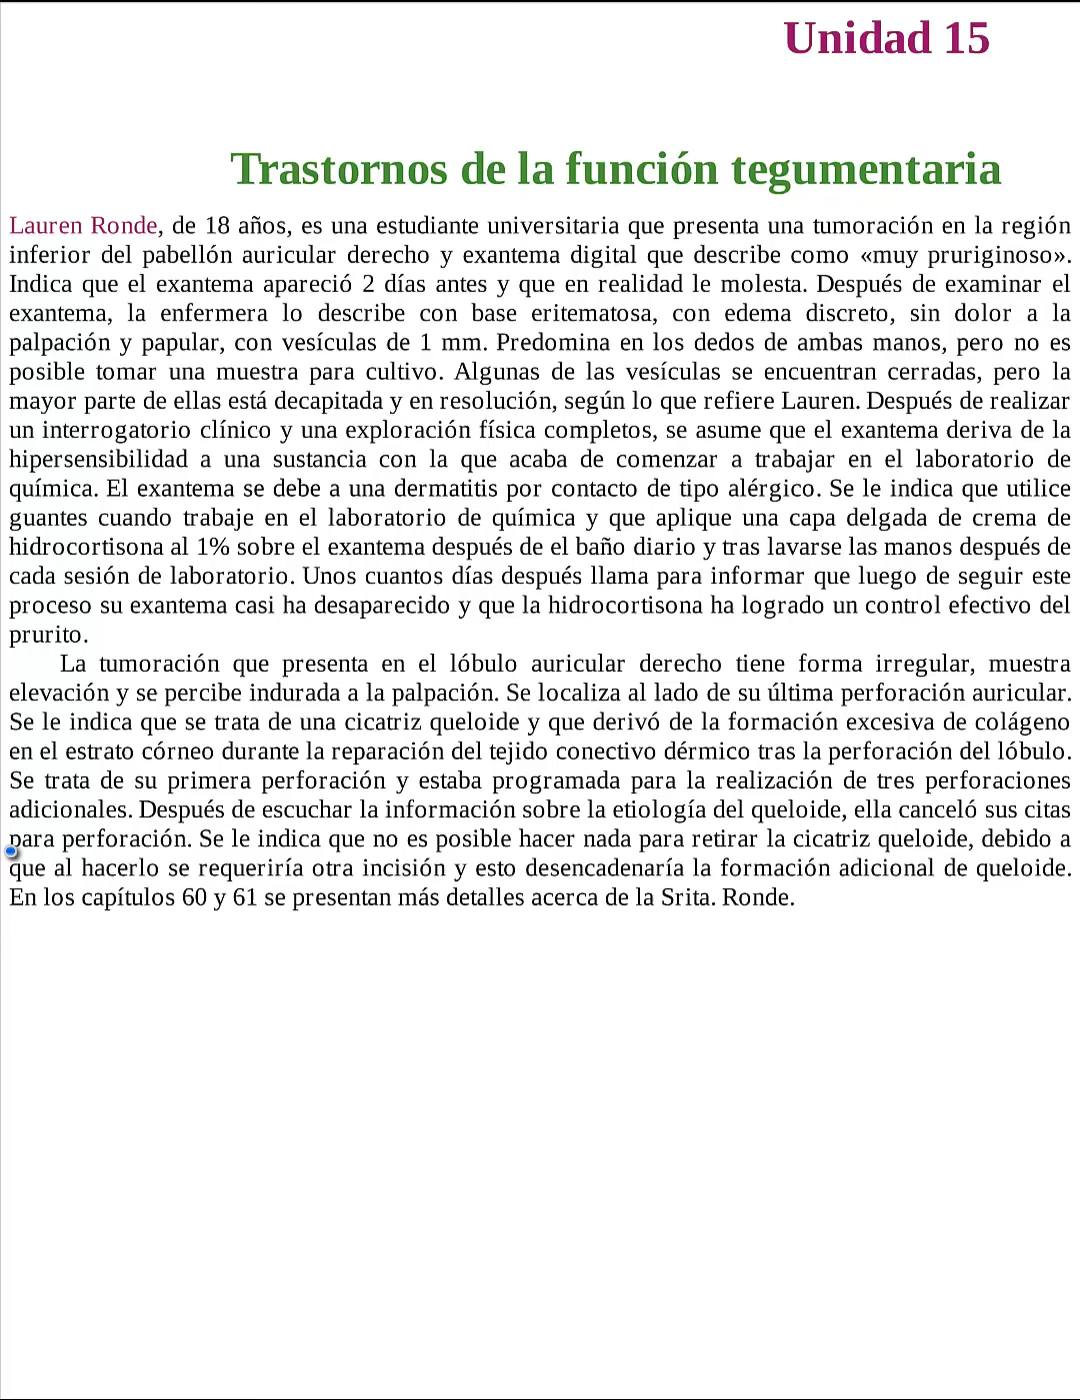 Unidad 15
Trastornos de la función tegumentaria
Lauren Ronde, de 18 años, es una estudiante universitaria que presenta una tumoración en la región
inferior del pabellón auricular derecho y exantema digital que describe como «muy pruriginoso».
Indica que el exantema apareció 2 días antes y que en realidad le molesta. Después de examinar el
exantema, la enfermera lo describe con base eritematosa, con edema discreto, sin dolor a la
palpación y papular, con vesículas de 1 mm. Predomina en los dedos de ambas manos, pero no es
posible tomar una muestra para cultivo. Algunas de las vesículas se encuentran cerradas, pero la
mayor parte de ellas está decapitada y en resolución, según lo que refiere Lauren. Después de realizar
un interrogatorio clínico y una exploración física completos, se asume que el exantema deriva de la
hipersensibilidad a una sustancia con la que acaba de comenzar a trabajar en el laboratorio de
química. El exantema se debe a una dermatitis por contacto de tipo alérgico. Se le indica que utilice
guantes cuando trabaje en el laboratorio de química y que aplique una capa delgada de crema de
hidrocortisona al 1% sobre el exantema después de el baño diario y tras lavarse las manos después de
cada sesión de laboratorio. Unos cuantos días después llama para informar que luego de seguir este
proceso su exantema casi ha desaparecido y que la hidrocortisona ha logrado un control efectivo del
prurito.
La tumoración que presenta en el lóbulo auricular derecho tiene forma irregular, muestra
elevación y se percibe indurada a la palpación. Se localiza al lado de su última perforación auricular.
Se le indica que se trata de una cicatriz queloide y que derivó de la formación excesiva de colágeno
en el estrato córneo durante la reparación del tejido conectivo dérmico tras la perforación del lóbulo.
Se trata de su primera perforación y estaba programada para la realización de tres perforaciones
adicionales. Después de escuchar la información sobre la etiología del queloide, ella canceló sus citas
para perforación. Se le indica que no es posible hacer nada para retirar la cicatriz queloide, debido a
que al hacerlo se requeriría otra incisión y esto desencadenaría la formación adicional de queloide.
En los capítulos 60 y 61 se presentan más detalles acerca de la Srita. Ronde.